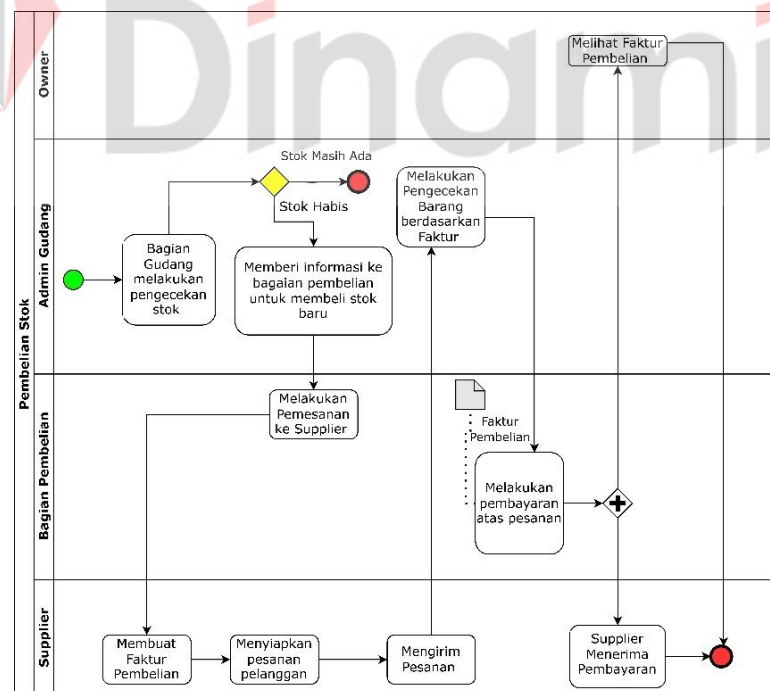 Dinami
Pembelian Stok
Owner
Melihat Faktur
Pembelian
Admin Gudang
Stok Masih Ada
Stok Habis
Bagian
Gudang
melakukan
pengecekan
stok
Memberi informasi ke
bagaian pembelian
untuk membeli stok
baru
Melakukan
Pengecekan
Barang
berdasarkan
Faktur
Bagian Pembelian
Melakukan
Pemesanan
ke Supplier
Faktur
Pembelian
Melakukan
pembayaran
atas pesanan
Supplier
Membuat
Faktur
Pembelian
Menyiapkan
pesanan
pelanggan
Mengirim
Pesanan
Supplier
Menerima
Pembayaran